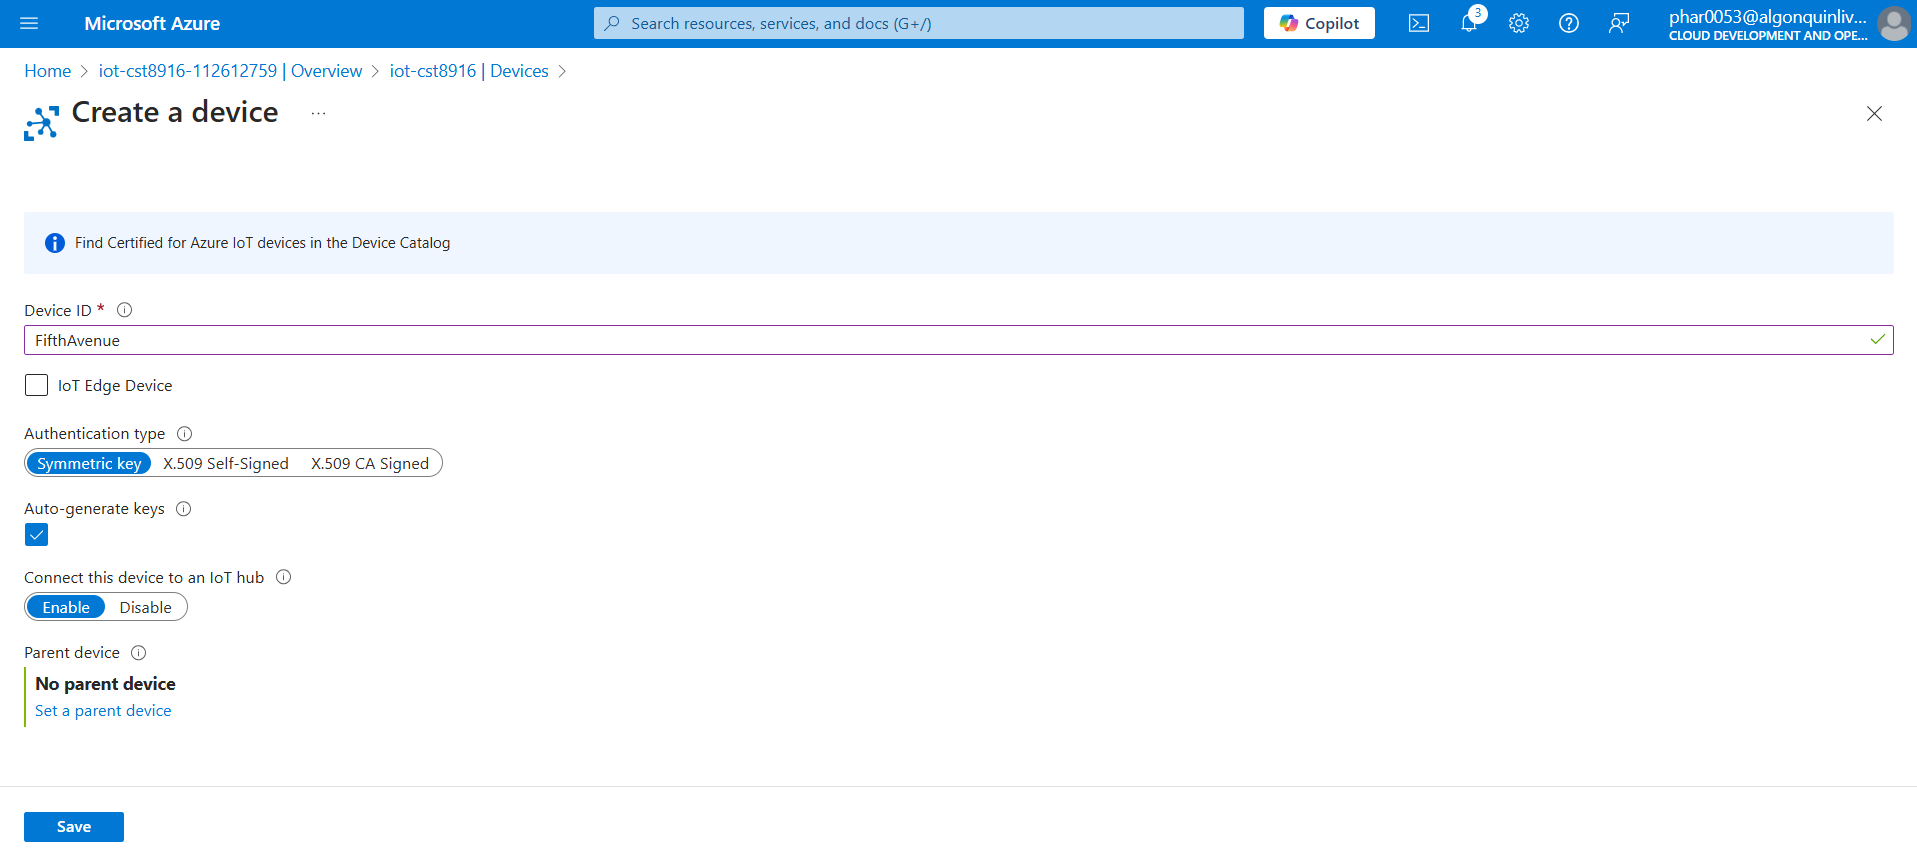 Microsoft Azure
Search resources, services, and docs (G+/)
Copilot
3
phar0053@algonquinliv...
CLOUD DEVELOPMENT AND OPE...
Home > iot-cst8916-112612759 | Overview > iot-cst8916 | Devices >
Create a device ...
Find Certified for Azure IoT devices in the Device Catalog
Device ID *
FifthAvenue
IoT Edge Device
Authentication type
Symmetric key X.509 Self-Signed X.509 CA Signed
Auto-generate keys
Connect this device to an IoT hub
Enable Disable
Parent device
No parent device
Set a parent device
Save